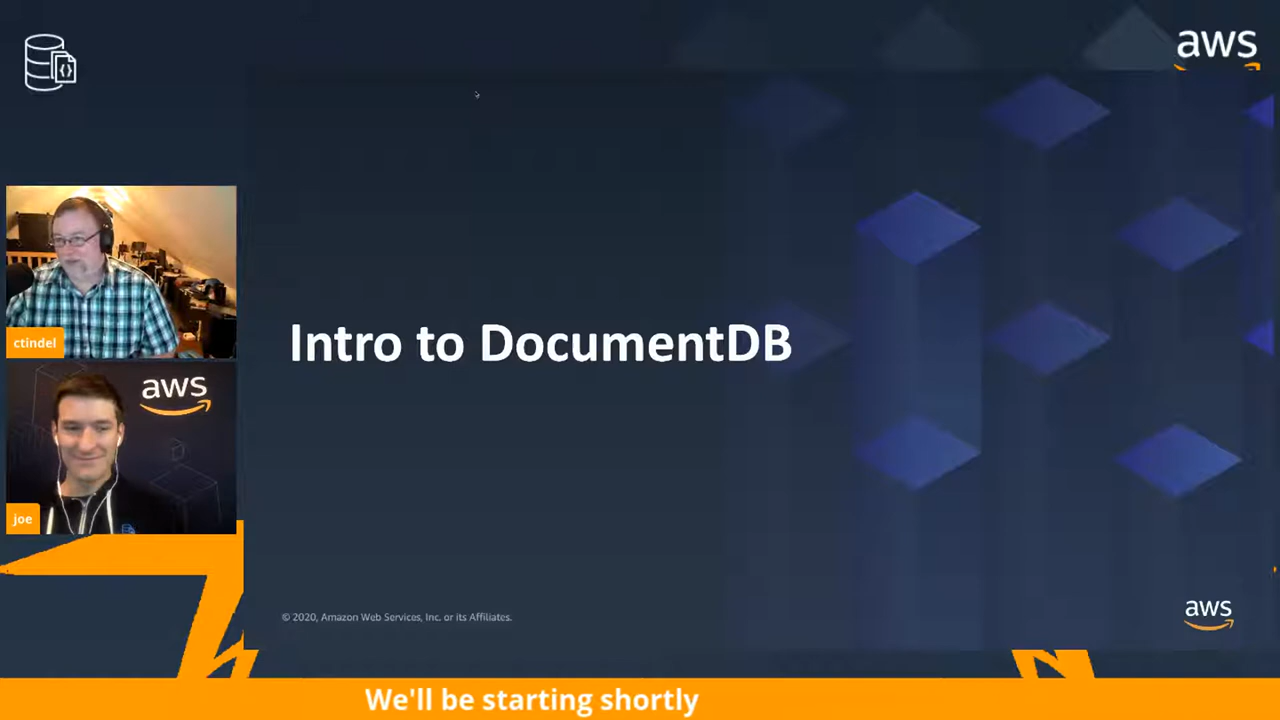 aws
ctindel
aws
joe
Intro to DocumentDB
© 2020, Amazon Web Services, Inc. or its Affiliates.
aws
We'll be starting shortly